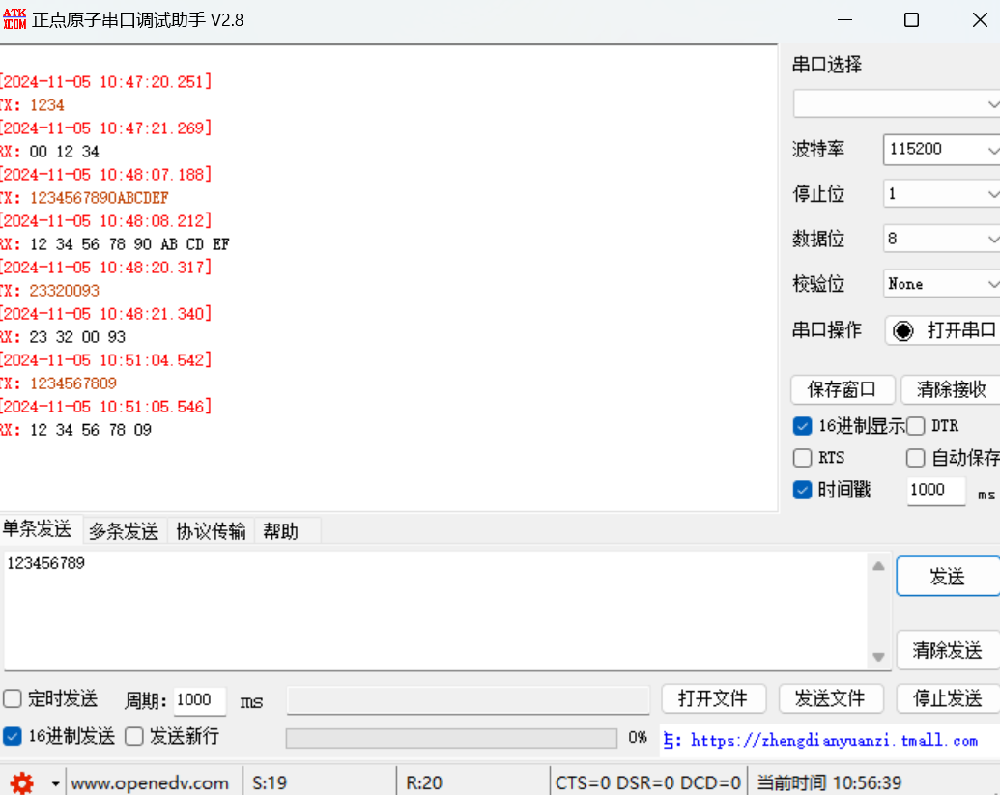 ATK
XCOM 正点原子串口调试助手 V2.8
[2024-11-05 10:47:20.251]
TX: 1234
[2024-11-05 10:47:21.269]
RX: 00 12 34
[2024-11-05 10:48:07.188]
TX: 1234567890ABCDEF
[2024-11-05 10:48:08.212]
RX: 12 34 56 78 90 AB CD EF
[2024-11-05 10:48:20.317]
TX: 23320093
[2024-11-05 10:48:21.340]
RX: 23 32 00 93
[2024-11-05 10:51:04.542]
TX: 1234567809
[2024-11-05 10:51:05.546]
RX: 12 34 56 78 09
串口选择
波特率 115200
停止位 1
数据位 8
校验位 None
串口操作 打开串口
保存窗口 清除接收
16进制显示 DTR
RTS 自动保存
时间戳 1000 ms
单条发送 多条发送 协议传输 帮助
123456789
发送
清除发送
定时发送 周期: 1000 ms 打开文件 发送文件 停止发送
16进制发送 发送新行 0% : https://zhengdianyuanzi.tmall.com
www.openedv.com S:19 R:20 CTS=0 DSR=0 DCD=0 当前时间 10:56:39